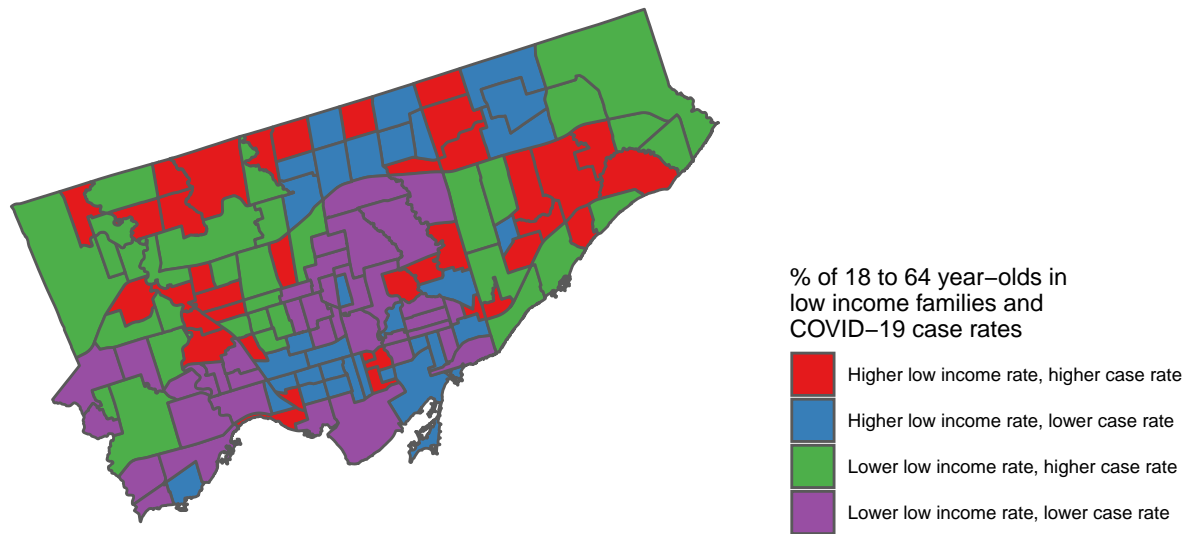 % of 18 to 64 year−olds in
low income families and
COVID−19 case rates
Higher low income rate, higher case rate
Higher low income rate, lower case rate
Lower low income rate, higher case rate
Lower low income rate, lower case rate